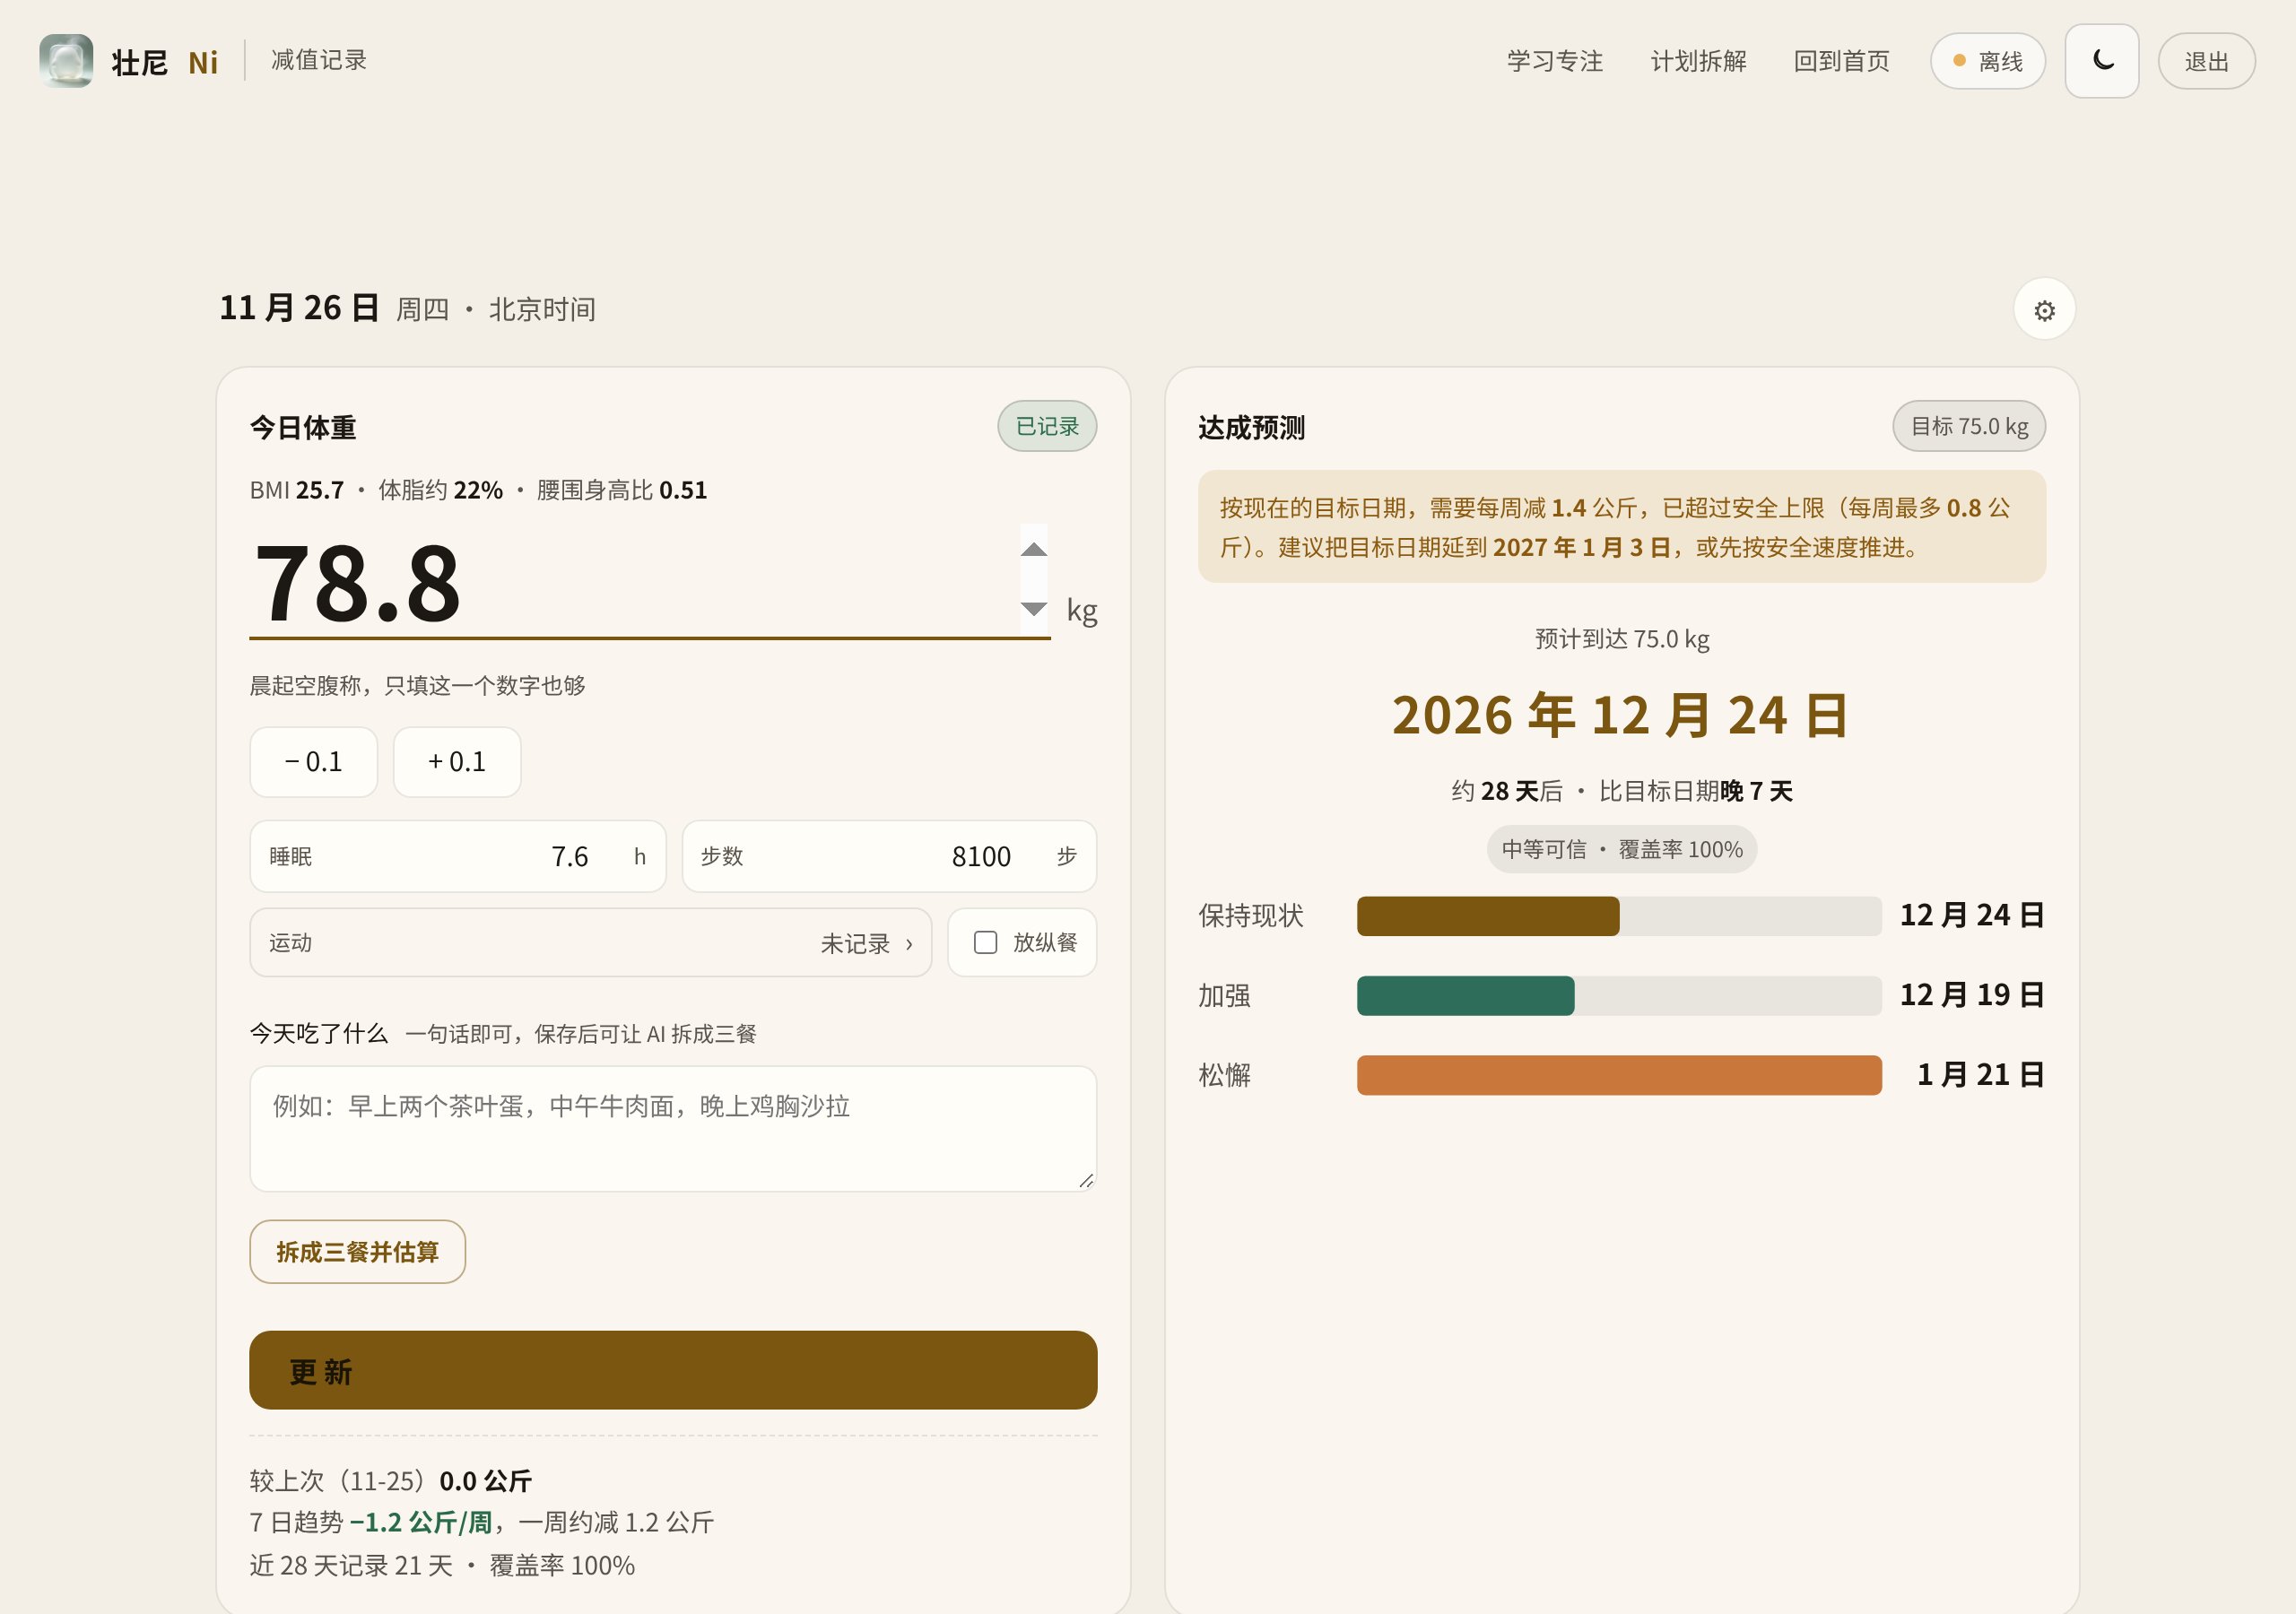 壮尼 Ni 减值记录
学习专注 计划拆解 回到首页 离线 退出
11 月 26 日 周四 · 北京时间
今日体重 已记录
BMI 25.7 · 体脂约 22% · 腰围身高比 0.51
78.8 kg
晨起空腹称，只填这一个数字也够
− 0.1 + 0.1
睡眠 7.6 h 步数 8100 步
运动 未记录 › 放纵餐
今天吃了什么 一句话即可，保存后可让 AI 拆成三餐
例如：早上两个茶叶蛋，中午牛肉面，晚上鸡胸沙拉
拆成三餐并估算
更新
较上次（11-25）0.0 公斤
7 日趋势 −1.2 公斤/周，一周约减 1.2 公斤
近 28 天记录 21 天 · 覆盖率 100%
达成预测 目标 75.0 kg
按现在的目标日期，需要每周减 1.4 公斤，已超过安全上限（每周最多 0.8 公
斤）。建议把目标日期延到 2027 年 1 月 3 日，或先按安全速度推进。
预计到达 75.0 kg
2026 年 12 月 24 日
约 28 天后 · 比目标日期晚 7 天
中等可信 · 覆盖率 100%
保持现状 12 月 24 日
加强 12 月 19 日
松懈 1 月 21 日